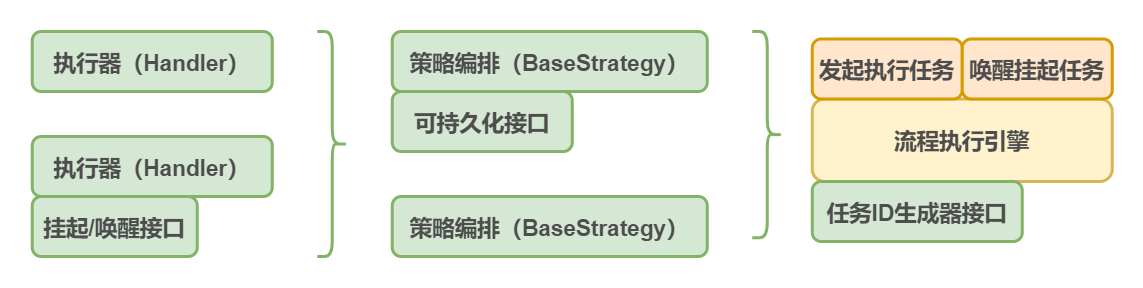 执行器（Handler）
执行器（Handler）
挂起/唤醒接口
策略编排（BaseStrategy）
可持久化接口
策略编排（BaseStrategy）
发起执行任务
唤醒挂起任务
流程执行引擎
任务ID生成器接口